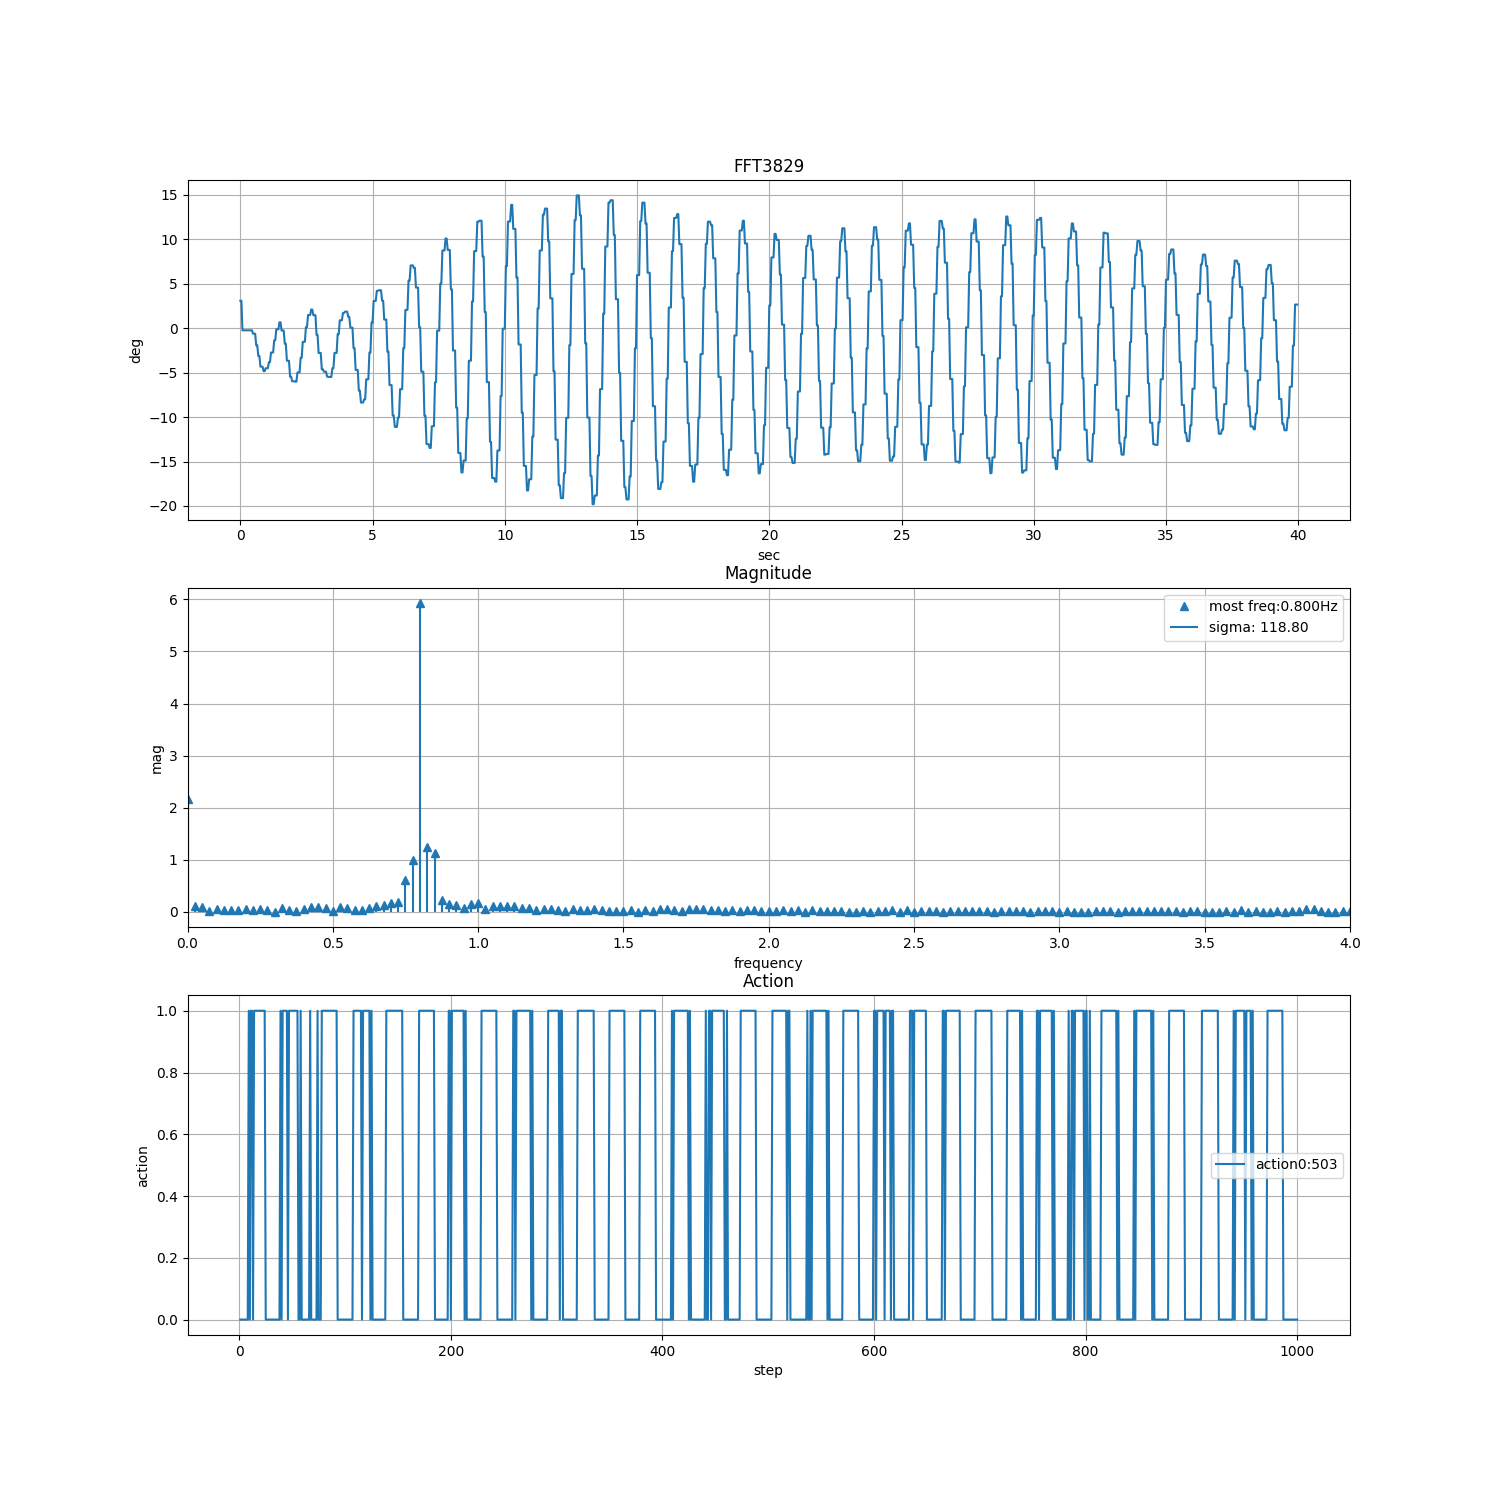 FFT3829
15
10
5
0
−5
−10
−15
−20
deg
0 5 10 15 20 25 30 35 40
sec
Magnitude
6
5
4
3
2
1
0
mag
most freq:0.800Hz
sigma: 118.80
0.0 0.5 1.0 1.5 2.0 2.5 3.0 3.5 4.0
frequency
Action
1.0
0.8
0.6
0.4
0.2
0.0
action
action0:503
0 200 400 600 800 1000
step